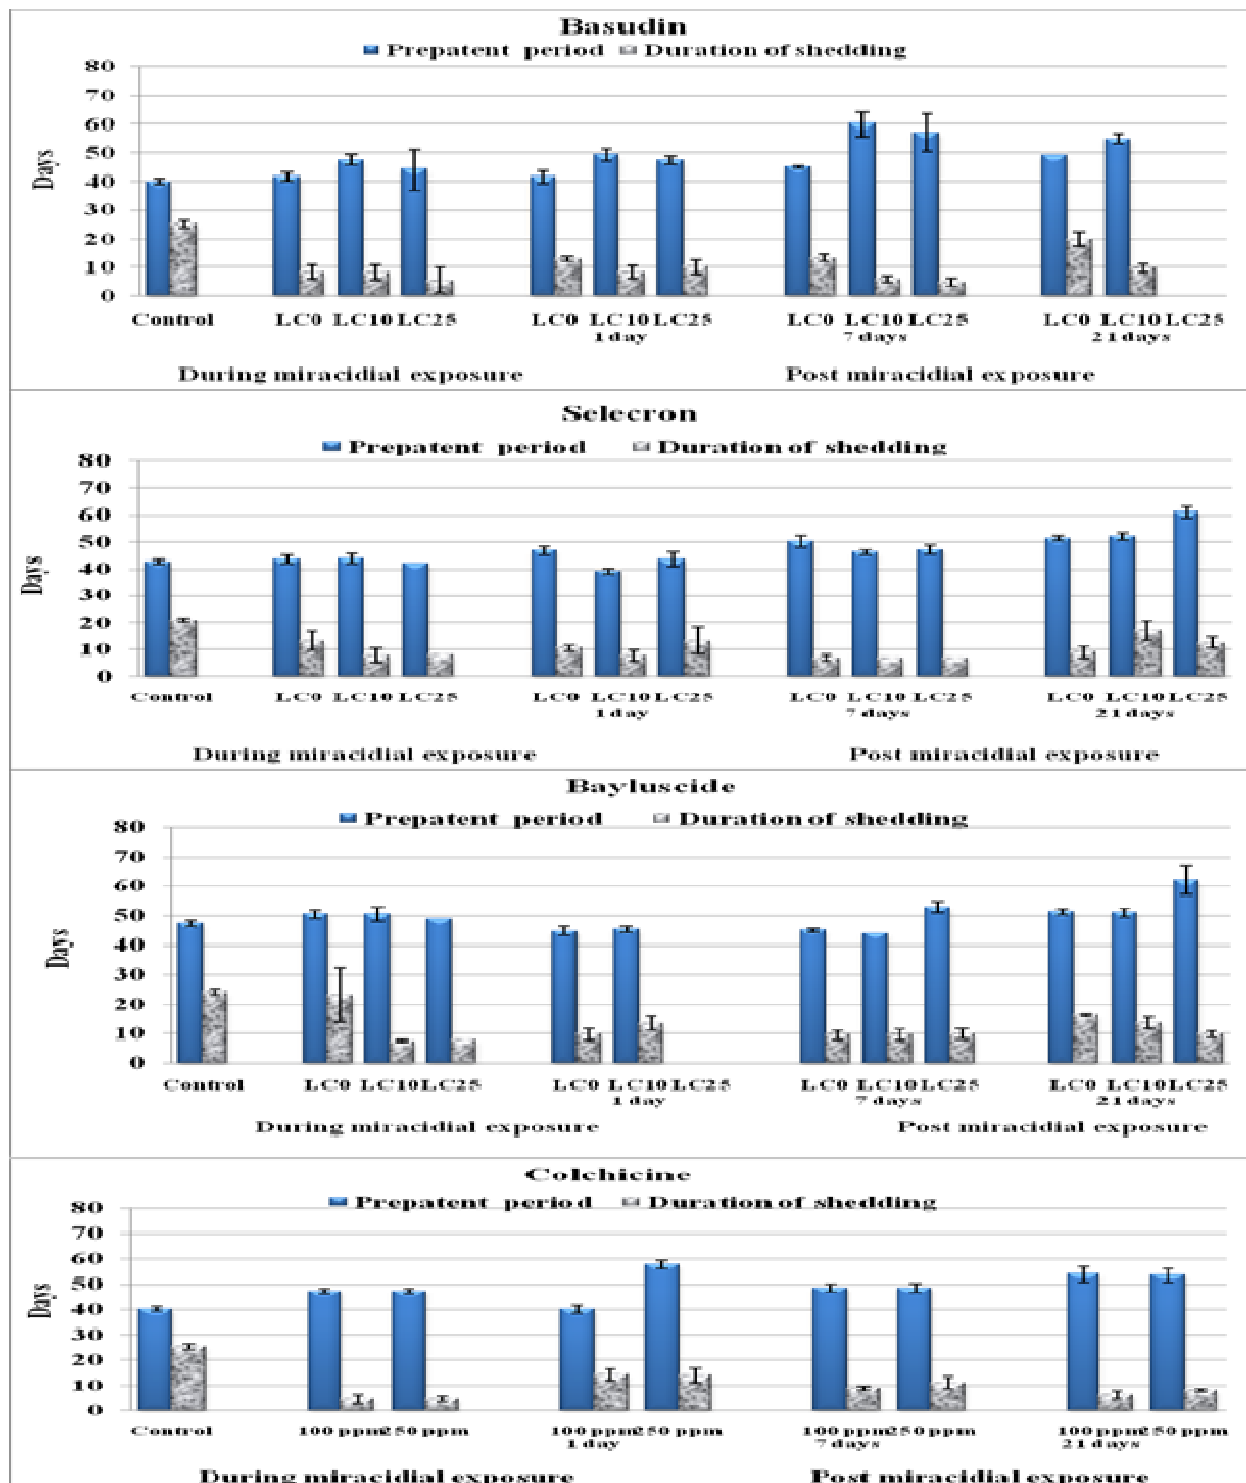 Basudin
Prepatent period Duration of shedding
80
70
60
50
40
30
20
10
0
Days
Control LC0 LC10 LC25 LC0 LC10 LC25 LC0 LC10 LC25 LC0 LC10 LC25
1 day 7 days 21 days
During miracidial exposure Post miracidial exposure
Selecron
Prepatent period Duration of shedding
80
70
60
50
40
30
20
10
0
Days
Control LC0 LC10 LC25 LC0 LC10 LC25 LC0 LC10 LC25 LC0 LC10 LC25
1 day 7 days 21 days
During miracidial exposure Post miracidial exposure
Bayluscide
Prepatent period Duration of shedding
80
70
60
50
40
30
20
10
0
Days
Control LC0 LC10 LC25 LC0 LC10 LC25 LC0 LC10 LC25 LC0 LC10 LC25
1 day 7 days 21 days
During miracidial exposure Post miracidial exposure
Colchicine
Prepatent period Duration of shedding
80
70
60
50
40
30
20
10
0
Days
Control 100 ppm 250 ppm 100 ppm 250 ppm 100 ppm 250 ppm 100 ppm 250 ppm
1 day 7 days 21 days
During miracidial exposure Post miracidial exposure